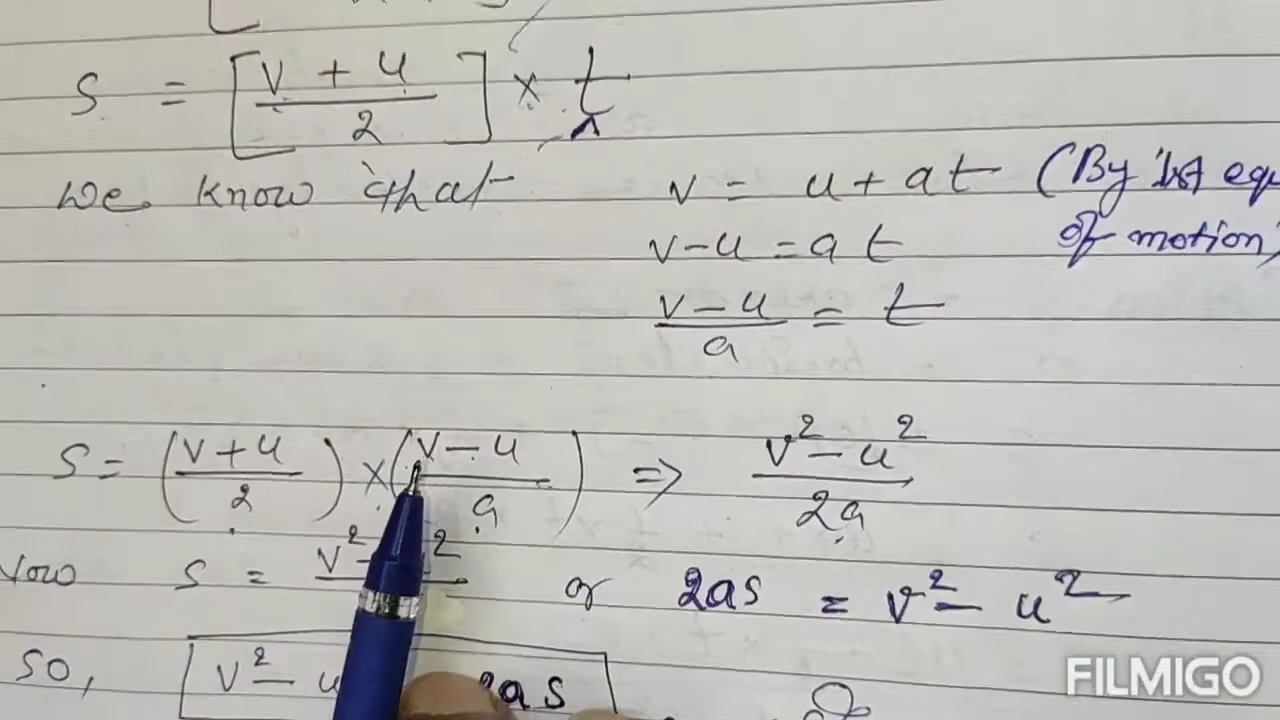 S = [v + u / 2] × t
We know that v = u + at (By 1st equ
of motion)
v - u = at
v - u / a = t
S = (v + u / 2) × (v - u / a) => v² - u² / 2a
Now S = v² - 2 or 2as = v² - u²
So, v² - u 2as
FILMIGO